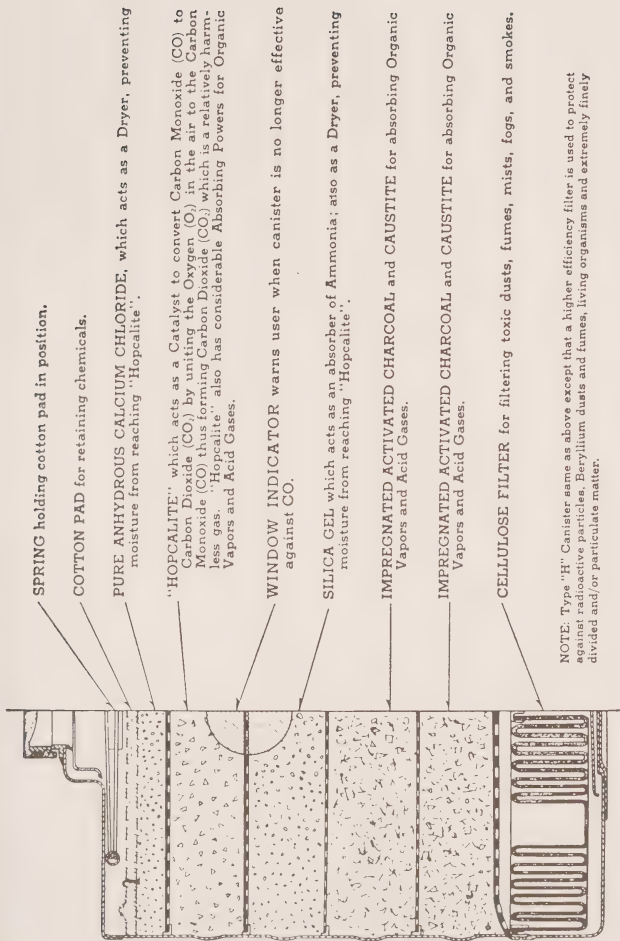 SPRING holding cotton pad in position.
COTTON PAD for retaining chemicals.
PURE ANHYDROUS CALCIUM CHLORIDE, which acts as a Dryer, preventing
moisture from reaching "Hopcalite".
"HOPCALITE" which acts as a Catalyst to convert Carbon Monoxide (CO) to
Carbon Dioxide (CO₂) by uniting the Oxygen (O₂) in the air to the Carbon
Monoxide (CO) thus forming Carbon Dioxide (CO₂) which is a relatively harm-
less gas. "Hopcalite" also has considerable Absorbing Powers for Organic
Vapors and Acid Gases.
WINDOW INDICATOR warns user when canister is no longer effective
against CO.
SILICA GEL which acts as an absorber of Ammonia; also as a Dryer, preventing
moisture from reaching "Hopcalite".
IMPREGNATED ACTIVATED CHARCOAL and CAUSTITE for absorbing Organic
Vapors and Acid Gases.
IMPREGNATED ACTIVATED CHARCOAL and CAUSTITE for absorbing Organic
Vapors and Acid Gases.
CELLULOSE FILTER for filtering toxic dusts, fumes, mists, fogs, and smokes.
NOTE: Type "H" Canister same as above except that a higher efficiency filter is used to protect
against radioactive particles, Beryllium dusts and fumes, living organisms and extremely finely
divided and/or particulate matter.